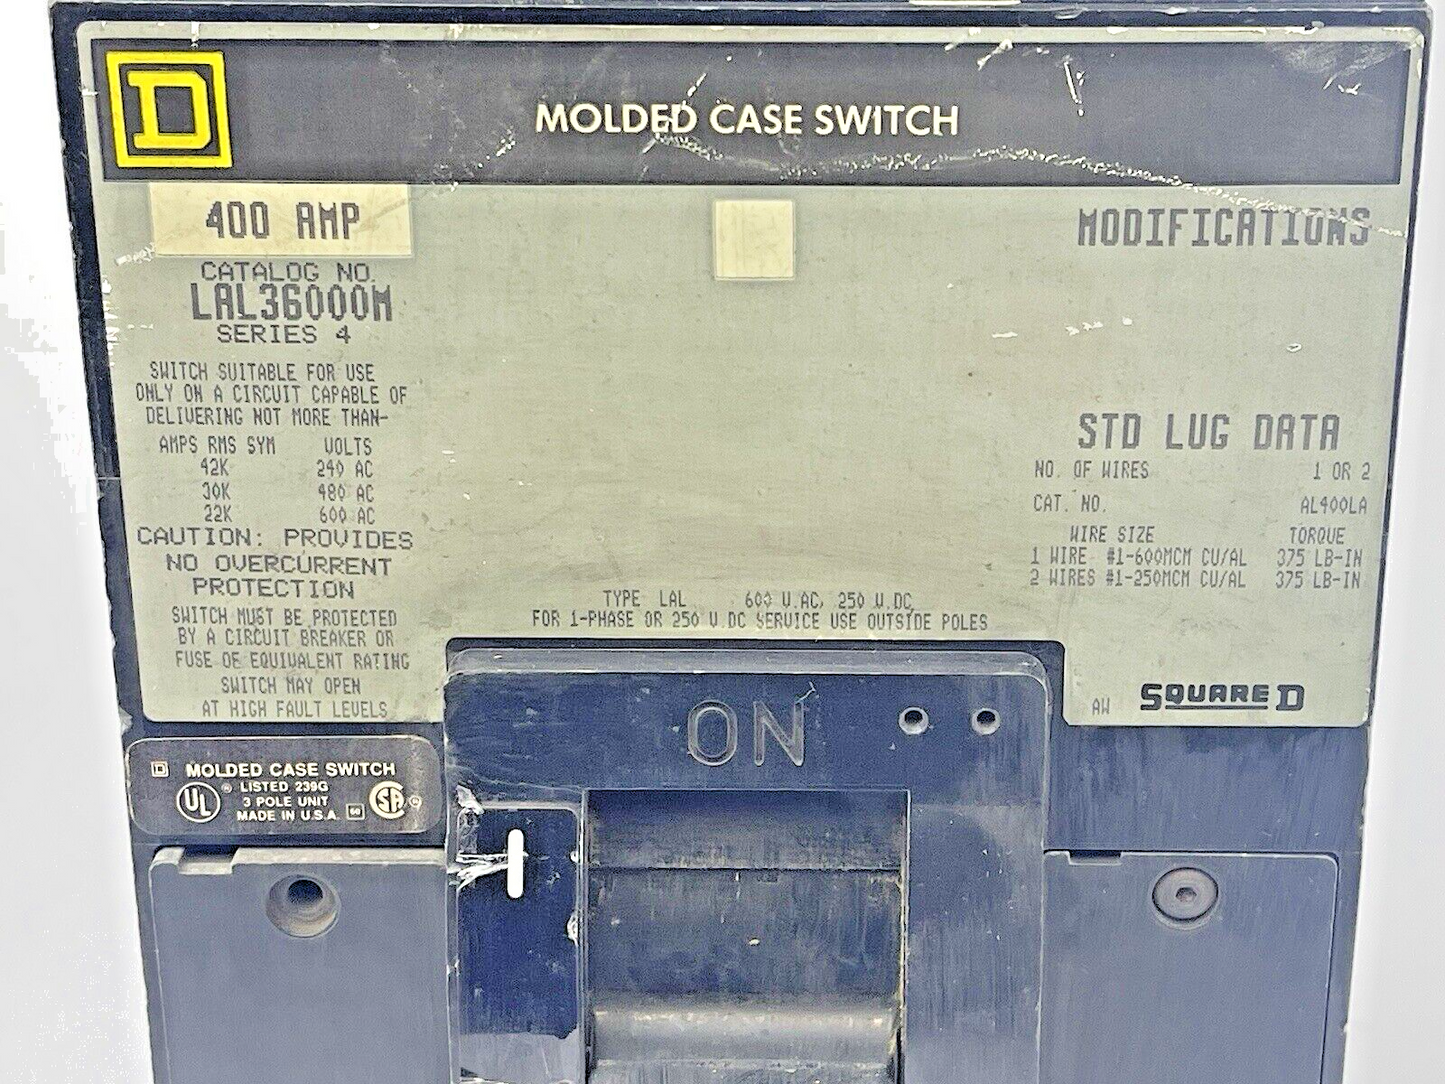 D
MOLDED CASE SWITCH
400 AMP
CATALOG NO.
LAL36000M
SERIES 4
SWITCH SUITABLE FOR USE
ONLY ON A CIRCUIT CAPABLE OF
DELIVERING NOT MORE THAN-
AMPS RMS SYM VOLTS
42K 240 AC
30K 480 AC
22K 600 AC
CAUTION: PROVIDES
NO OVERCURRENT
PROTECTION
SWITCH MUST BE PROTECTED
BY A CIRCUIT BREAKER OR
FUSE OF EQUIVALENT RATING
SWITCH MAY OPEN
AT HIGH FAULT LEVELS
TYPE LAL 600 V.AC, 250 V.DC
FOR 1-PHASE OR 250 V.DC SERVICE USE OUTSIDE POLES
MODIFICATIONS
STD LUG DATA
NO. OF WIRES 1 OR 2
CAT. NO. AL400LA
WIRE SIZE TORQUE
1 WIRE #1-600MCM CU/AL 375 LB-IN
2 WIRES #1-250MCM CU/AL 375 LB-IN
AW SQUARE D
D MOLDED CASE SWITCH
UL ® LISTED 239G
3 POLE UNIT
MADE IN U.S.A.
SA
ON
I